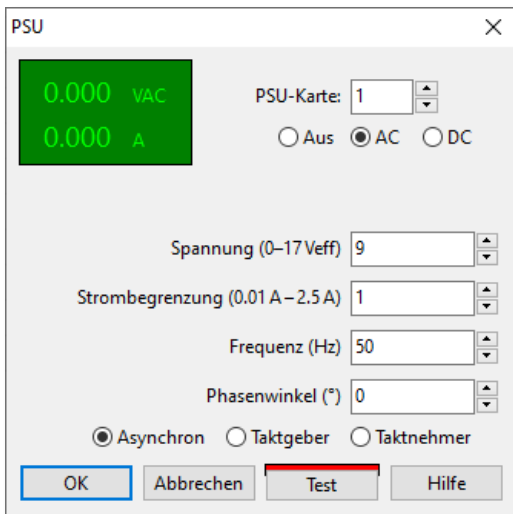 PSU
0.000 VAC
0.000 A
PSU-Karte: 1
Aus AC DC
Spannung (0–17 Veff) 9
Strombegrenzung (0.01 A – 2.5 A) 1
Frequenz (Hz) 50
Phasenwinkel (°) 0
Asynchron Taktgeber Taktnehmer
OK Abbrechen Test Hilfe